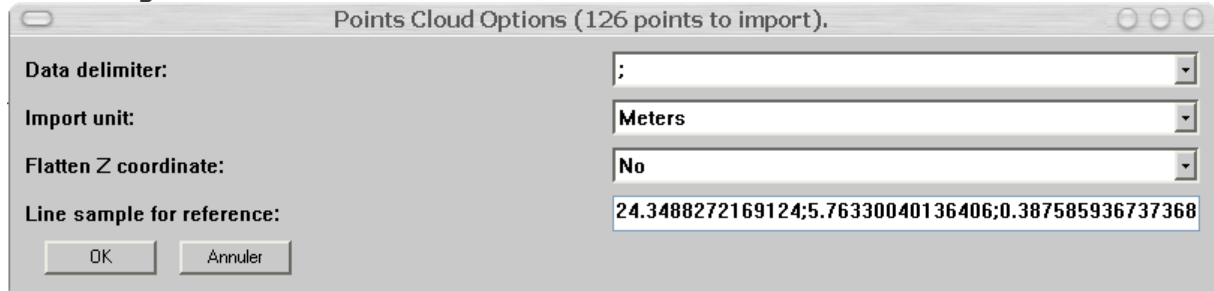 Points Cloud Options (126 points to import).
Data delimiter: ;
Import unit: Meters
Flatten Z coordinate: No
Line sample for reference: 24.3488272169124;5.76330040136406;0.387585936737368
OK Annuler